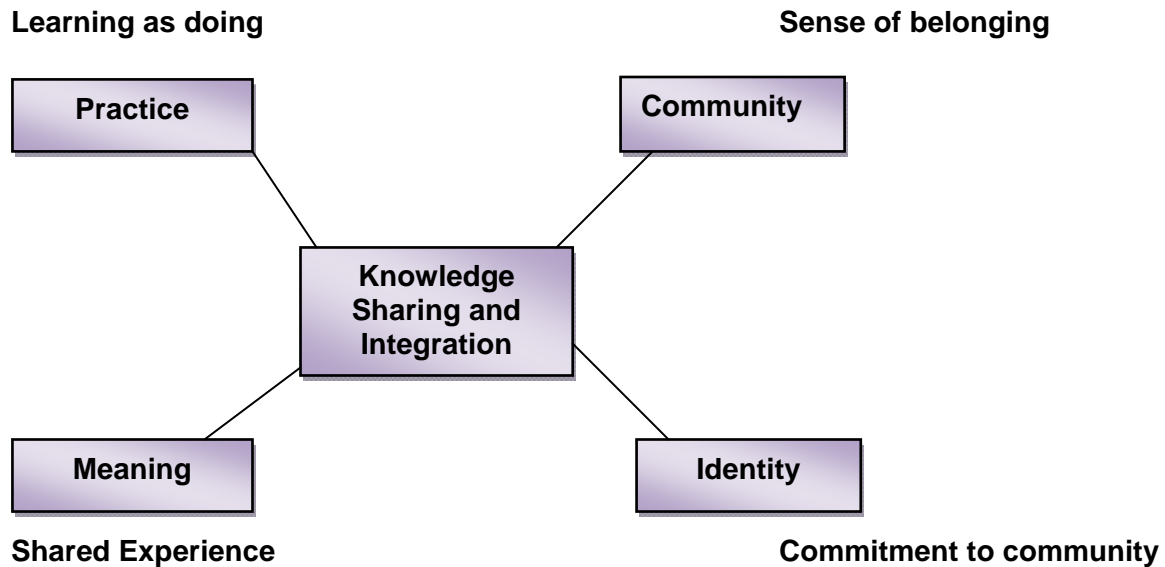 Learning as doing
Sense of belonging
Practice
Community
Knowledge
Sharing and
Integration
Meaning
Identity
Shared Experience
Commitment to community